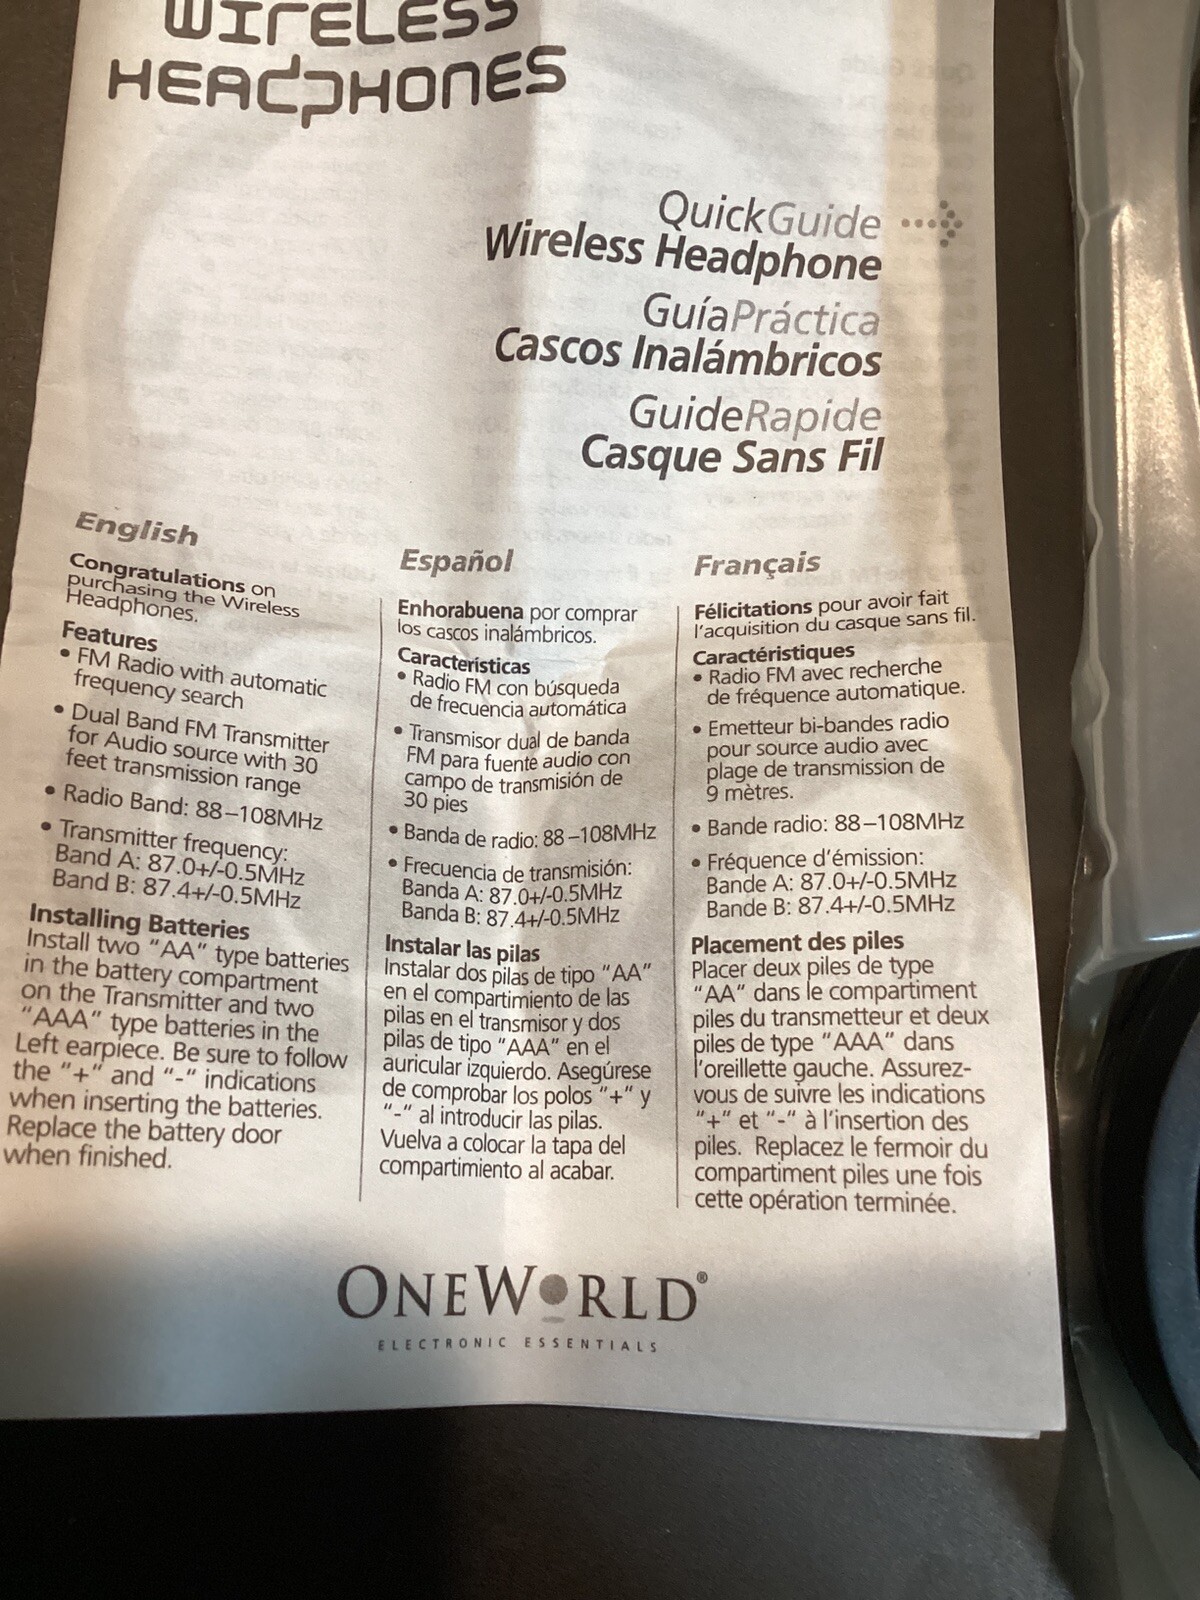 WIRELESS
HEADPHONES
QuickGuide
Wireless Headphone
GuíaPráctica
Cascos Inalámbricos
GuideRapide
Casque Sans Fil
English
Congratulations on
purchasing the Wireless
Headphones.
Features
• FM Radio with automatic
frequency search
• Dual Band FM Transmitter
for Audio source with 30
feet transmission range
• Radio Band: 88–108MHz
• Transmitter frequency:
Band A: 87.0+/-0.5MHz
Band B: 87.4+/-0.5MHz
Installing Batteries
Install two "AA" type batteries
in the battery compartment
on the Transmitter and two
"AAA" type batteries in the
Left earpiece. Be sure to follow
the "+" and "-" indications
when inserting the batteries.
Replace the battery door
when finished.
Español
Enhorabuena por comprar
los cascos inalámbricos.
Características
• Radio FM con búsqueda
de frecuencia automática
• Transmisor dual de banda
FM para fuente audio con
campo de transmisión de
30 pies
• Banda de radio: 88–108MHz
• Frecuencia de transmisión:
Banda A: 87.0+/-0.5MHz
Banda B: 87.4+/-0.5MHz
Instalar las pilas
Instalar dos pilas de tipo "AA"
en el compartimiento de las
pilas en el transmisor y dos
pilas de tipo "AAA" en el
auricular izquierdo. Asegúrese
de comprobar los polos "+" y
"-" al introducir las pilas.
Vuelva a colocar la tapa del
compartimiento al acabar.
Français
Félicitations pour avoir fait
l'acquisition du casque sans fil.
Caractéristiques
• Radio FM avec recherche
de fréquence automatique.
• Emetteur bi-bandes radio
pour source audio avec
plage de transmission de
9 mètres.
• Bande radio: 88–108MHz
• Fréquence d'émission:
Bande A: 87.0+/-0.5MHz
Bande B: 87.4+/-0.5MHz
Placement des piles
Placer deux piles de type
"AA" dans le compartiment
piles du transmetteur et deux
piles de type "AAA" dans
l'oreillette gauche. Assurez-
vous de suivre les indications
"+" et "-" à l'insertion des
piles. Replacez le fermoir du
compartiment piles une fois
cette opération terminée.
ONEWORLD®
ELECTRONIC ESSENTIALS